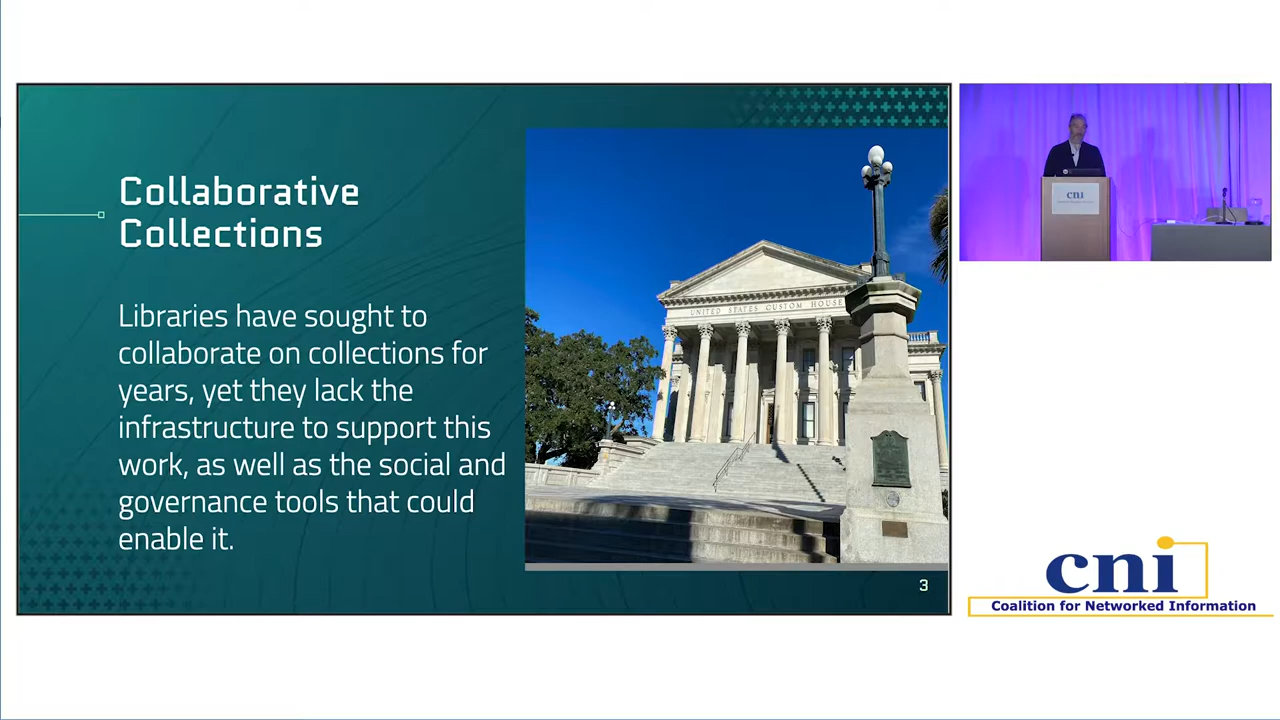 Collaborative
Collections
Libraries have sought to
collaborate on collections for
years, yet they lack the
infrastructure to support this
work, as well as the social and
governance tools that could
enable it.
UNITED STATES CUSTOM HOUSE
3
cni
cni
Coalition for Networked Information